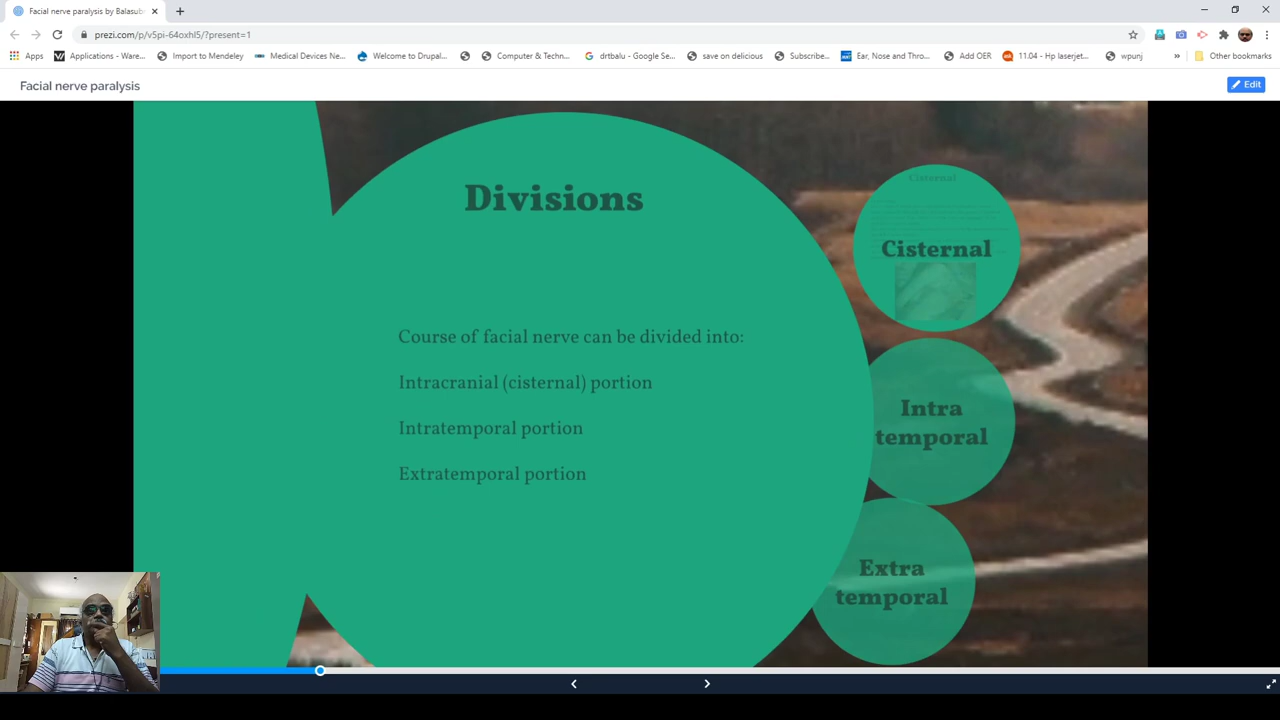 Facial nerve paralysis by Balasub
prezi.com/p/v5pi-64oxhl5/?present=1
Apps
Applications - Ware...
Import to Mendeley
Medical Devices Ne...
Welcome to Drupal...
Computer & Techn...
drtbalu - Google Se...
save on delicious
Subscribe...
Ear, Nose and Thro...
Add OER
11.04 - Hp laserjet...
wpunj
»
Other bookmarks
Facial nerve paralysis
Edit
Divisions
Course of facial nerve can be divided into:
Intracranial (cisternal) portion
Intratemporal portion
Extratemporal portion
Cisternal
Cisternal
Intra
temporal
Extra
temporal